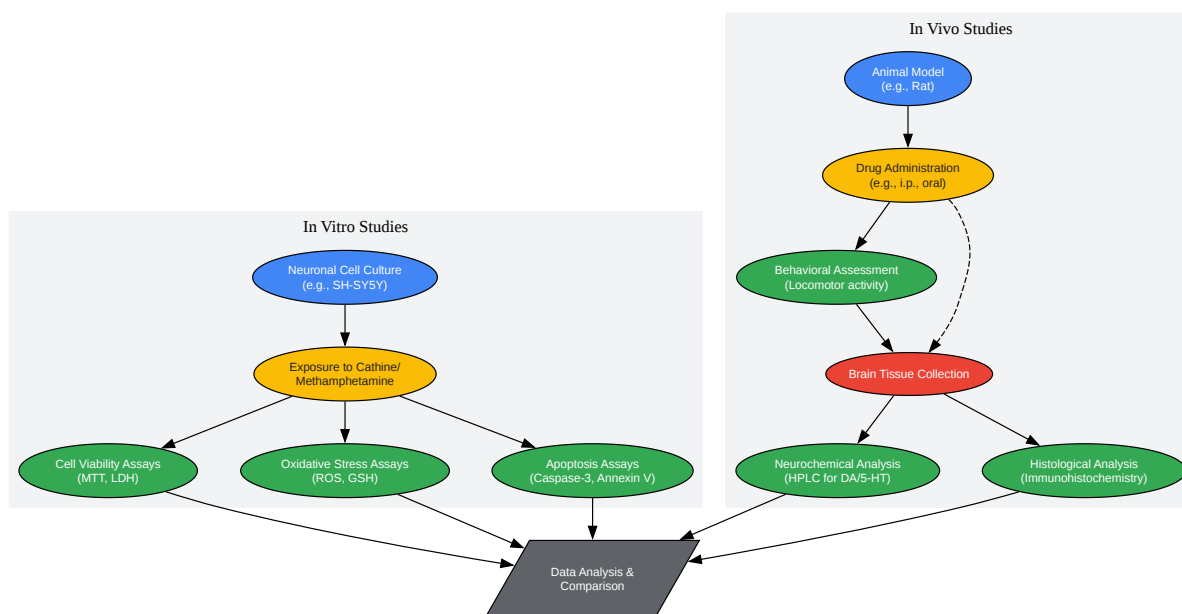 In Vivo Studies
Animal Model
(e.g., Rat)
Drug Administration
(e.g., i.p., oral)
Behavioral Assessment
(Locomotor activity)
Brain Tissue Collection
Neurochemical Analysis
(HPLC for DA/5-HT)
Histological Analysis
(Immunohistochemistry)
In Vitro Studies
Neuronal Cell Culture
(e.g., SH-SY5Y)
Exposure to Cathine/
Methamphetamine
Cell Viability Assays
(MTT, LDH)
Oxidative Stress Assays
(ROS, GSH)
Apoptosis Assays
(Caspase-3, Annexin V)
Data Analysis &
Comparison